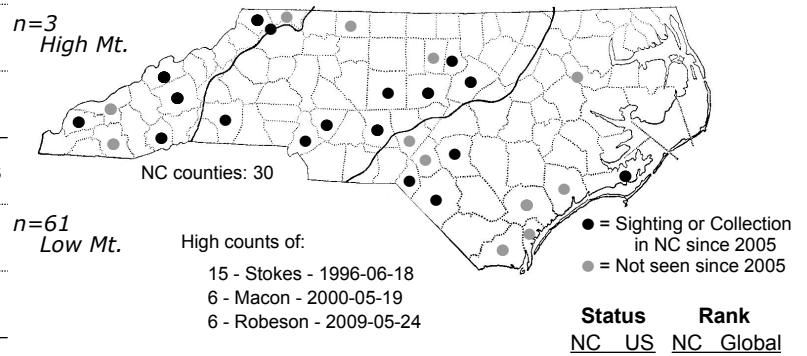 n=3
High Mt.
NC counties: 30
n=61
Low Mt.
High counts of:
15 - Stokes - 1996-06-18
6 - Macon - 2000-05-19
6 - Robeson - 2009-05-24
● = Sighting or Collection
in NC since 2005
● = Not seen since 2005
Status Rank
NC US NC Global